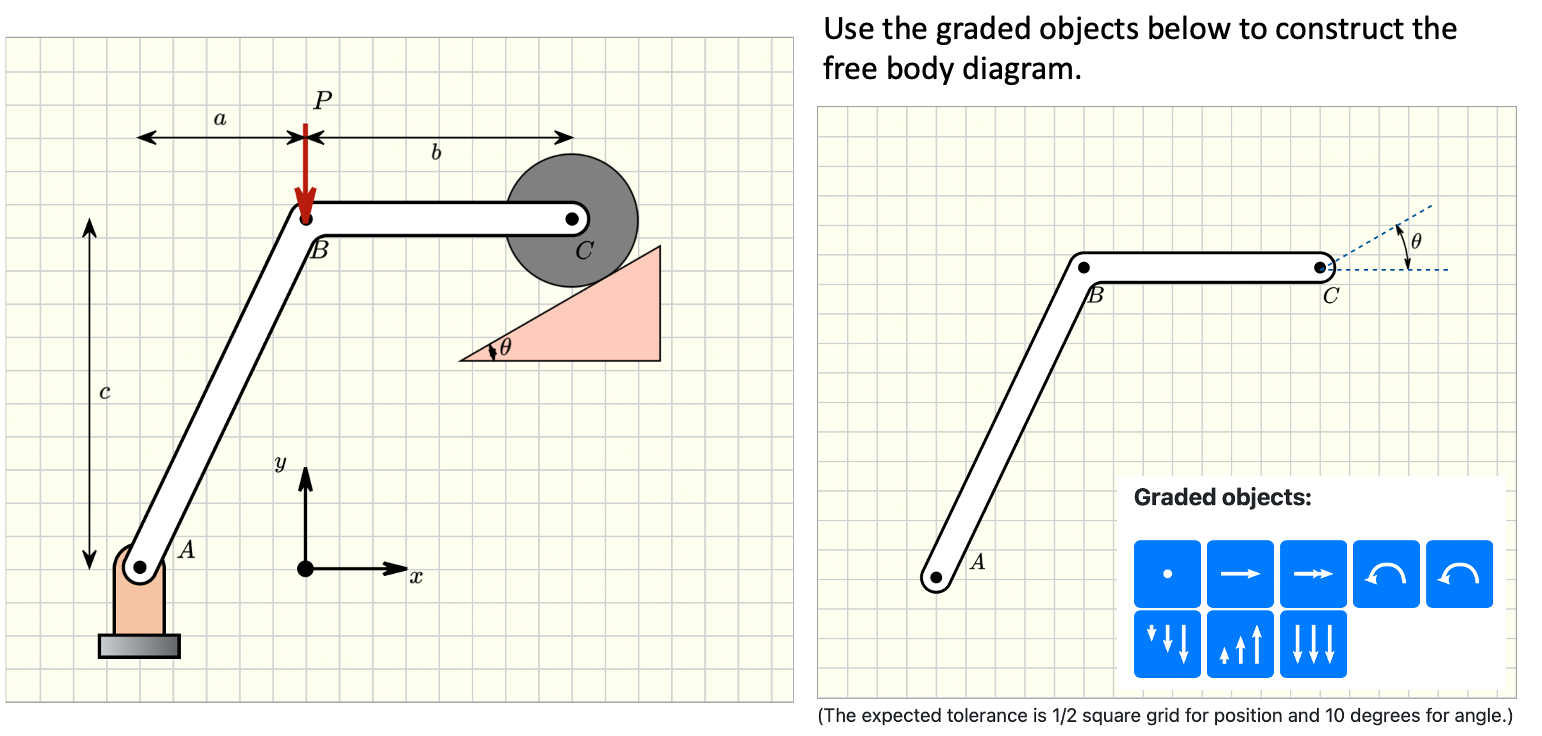 Use the graded objects below to construct the
free body diagram.
P
a
b
B
C
θ
c
y
A
x
θ
B
C
A
Graded objects:
(The expected tolerance is 1/2 square grid for position and 10 degrees for angle.)